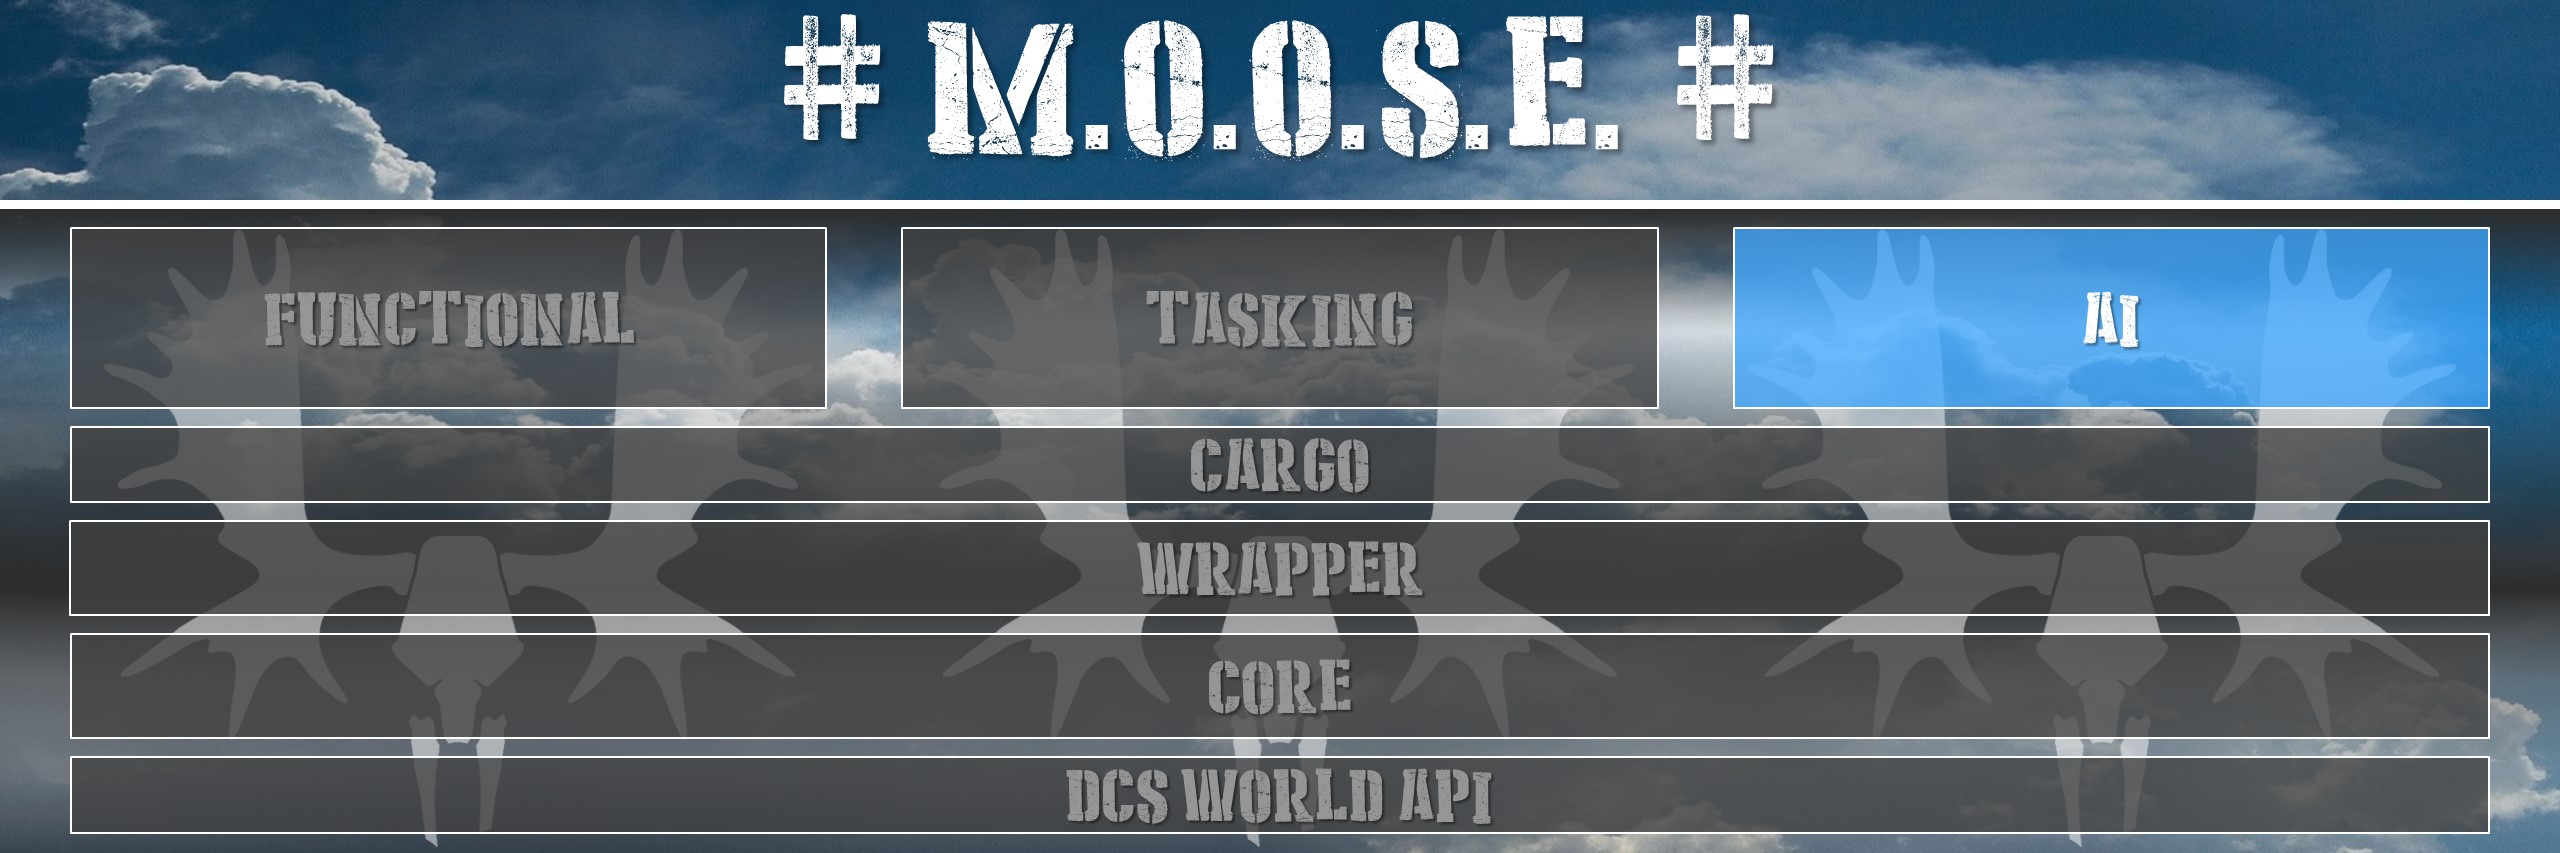 # M.O.O.S.E. #
FUNCTIONAL
TASKING
AI
CARGO
WRAPPER
CORE
DCS WORLD API